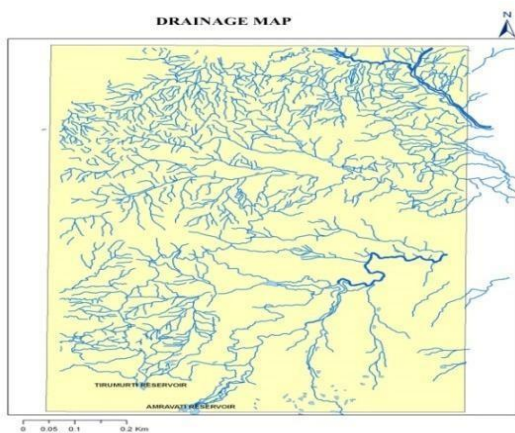 DRAINAGE MAP
N
TIRUMURTI RESERVOIR
AMRAVATI RESERVOIR
0 0.05 0.1 0.2 Km